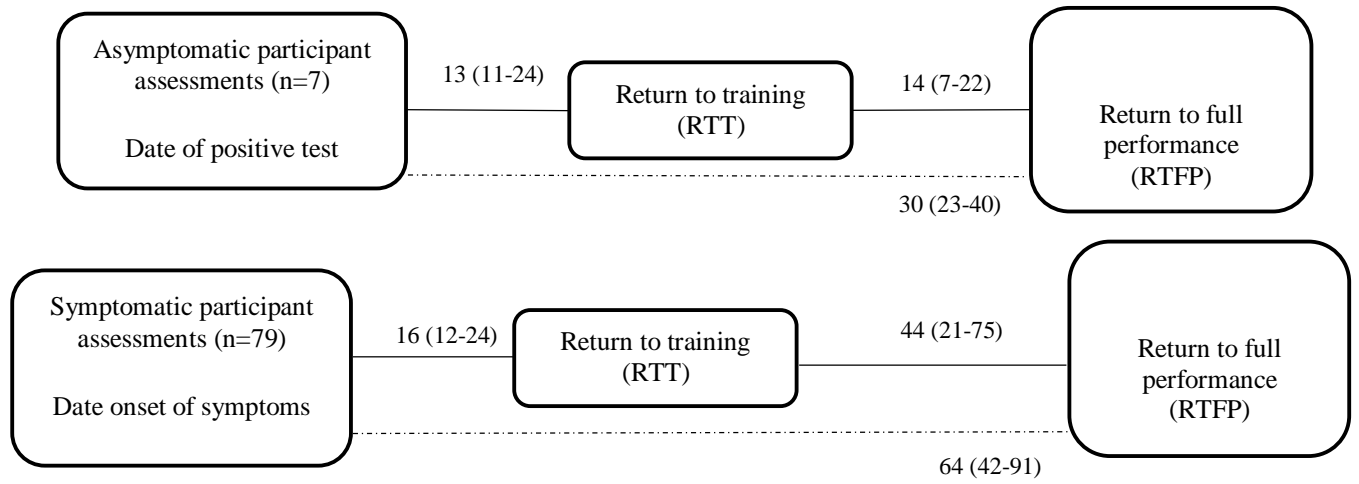 Asymptomatic participant
assessments (n=7)
Date of positive test
13 (11-24)
Return to training
(RTT)
14 (7-22)
Return to full
performance
(RTFP)
30 (23-40)
Symptomatic participant
assessments (n=79)
Date onset of symptoms
16 (12-24)
Return to training
(RTT)
44 (21-75)
Return to full
performance
(RTFP)
64 (42-91)